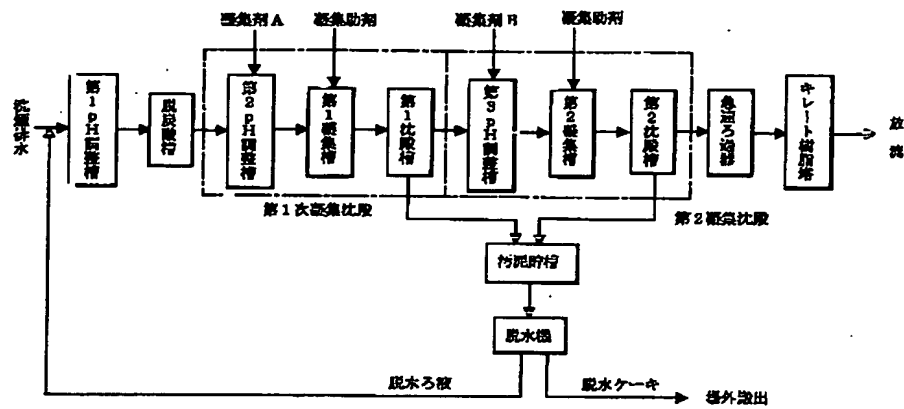 凝集剤A
凝集助剤
凝集剤B
凝集助剤
洗煙排水
第1pH調整槽
脱炭酸槽
第2pH調整槽
第1凝集槽
第1沈殿槽
第3pH調整槽
第2凝集槽
第2沈殿槽
急速ろ過器
キレート樹脂塔
放流
第1次凝集沈殿
第2凝集沈殿
汚泥貯槽
脱水機
脱水ろ液
脱水ケーキ
場外搬出